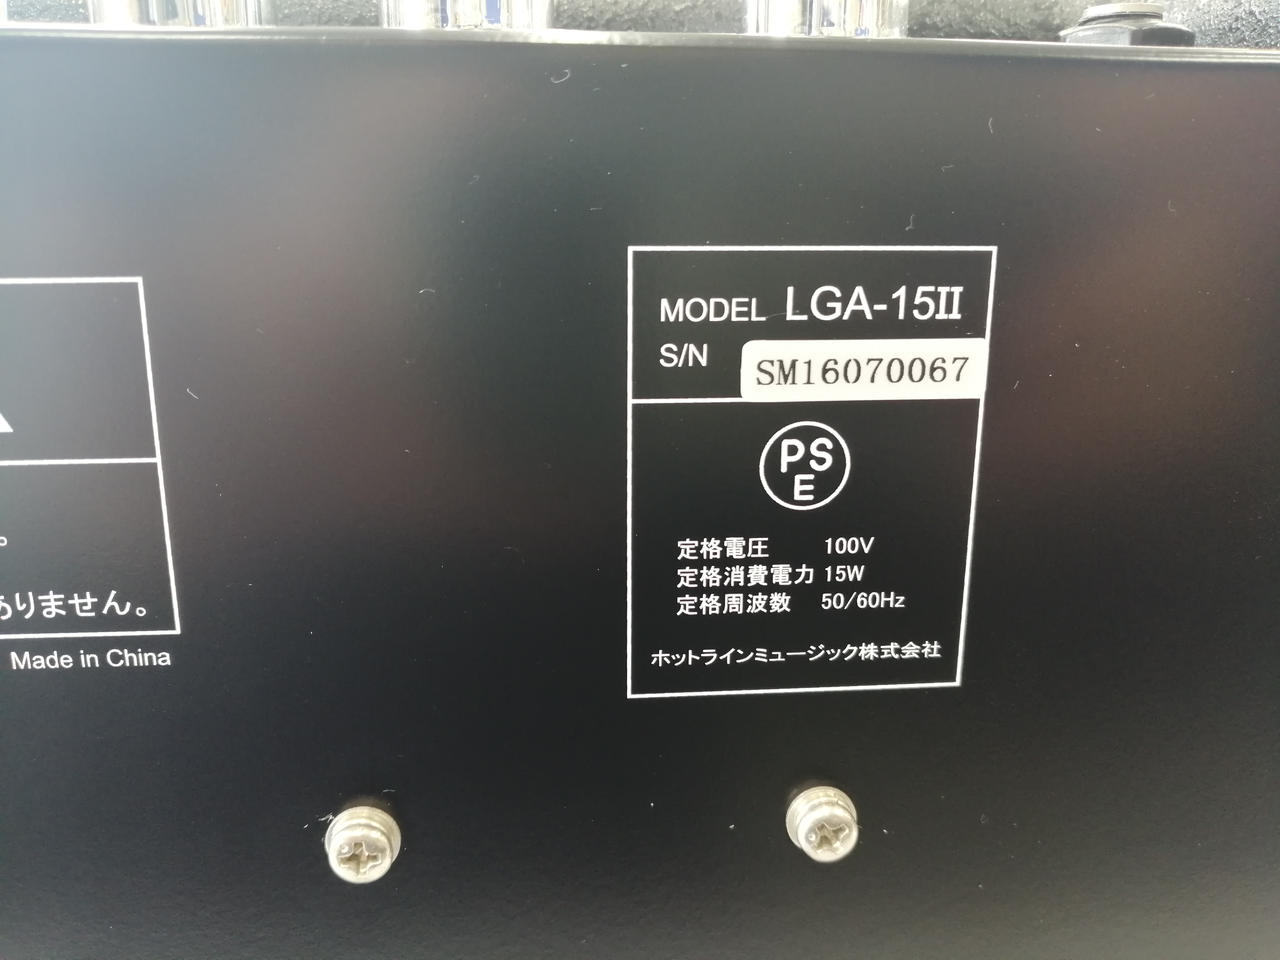 MODEL LGA-15II
S/N SM16070067
PS
E
定格電圧 100V
定格消費電力 15W
定格周波数 50/60Hz
ホットラインミュージック株式会社
。
ありません。
Made in China